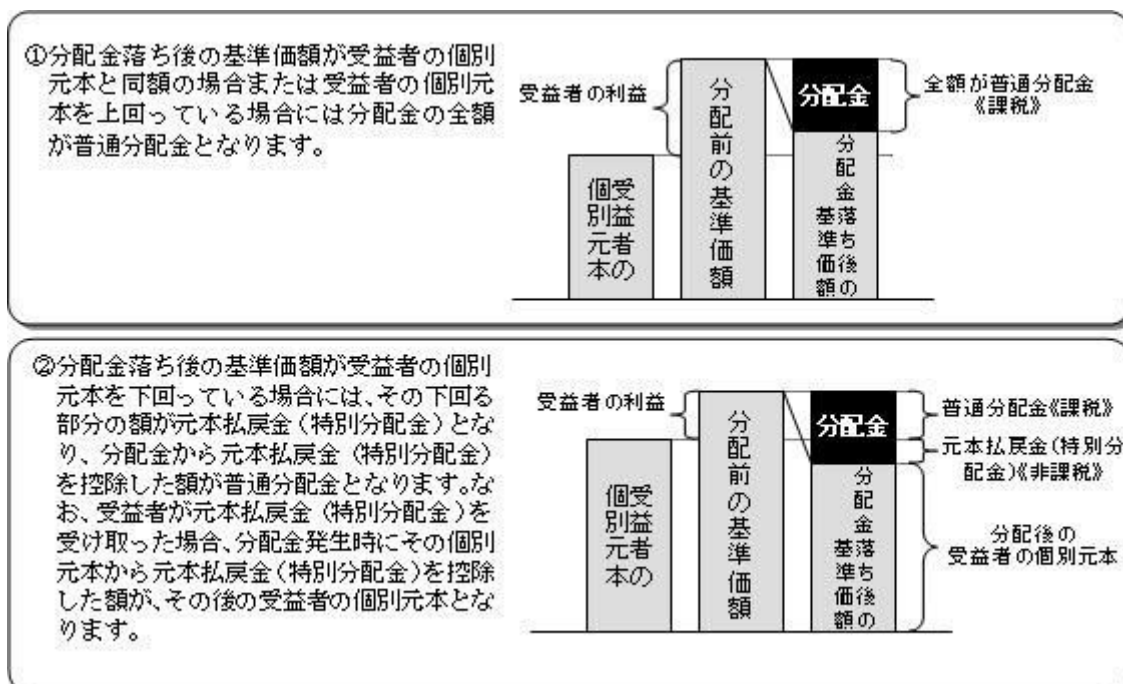 ①分配金落ち後の基準価額が受益者の個別
元本と同額の場合または受益者の個別元
本を上回っている場合には分配金の全額
が普通分配金となります。
受益者の利益
受益者の
個別元本
分配前の基準価額
分配金
分配金落ち後の
基準価額
全額が普通分配金
《課税》
②分配金落ち後の基準価額が受益者の個別
元本を下回っている場合には、その下回る
部分の額が元本払戻金(特別分配金)とな
り、分配金から元本払戻金(特別分配金)
を控除した額が普通分配金となります。な
お、受益者が元本払戻金(特別分配金)を
受け取った場合、分配金発生時にその個別
元本から元本払戻金(特別分配金)を控除
した額が、その後の受益者の個別元本とな
ります。
受益者の利益
受益者の
個別元本
分配前の基準価額
分配金
分配金落ち後の
基準価額
普通分配金《課税》
元本払戻金(特別分
配金)《非課税》
分配後の
受益者の個別元本